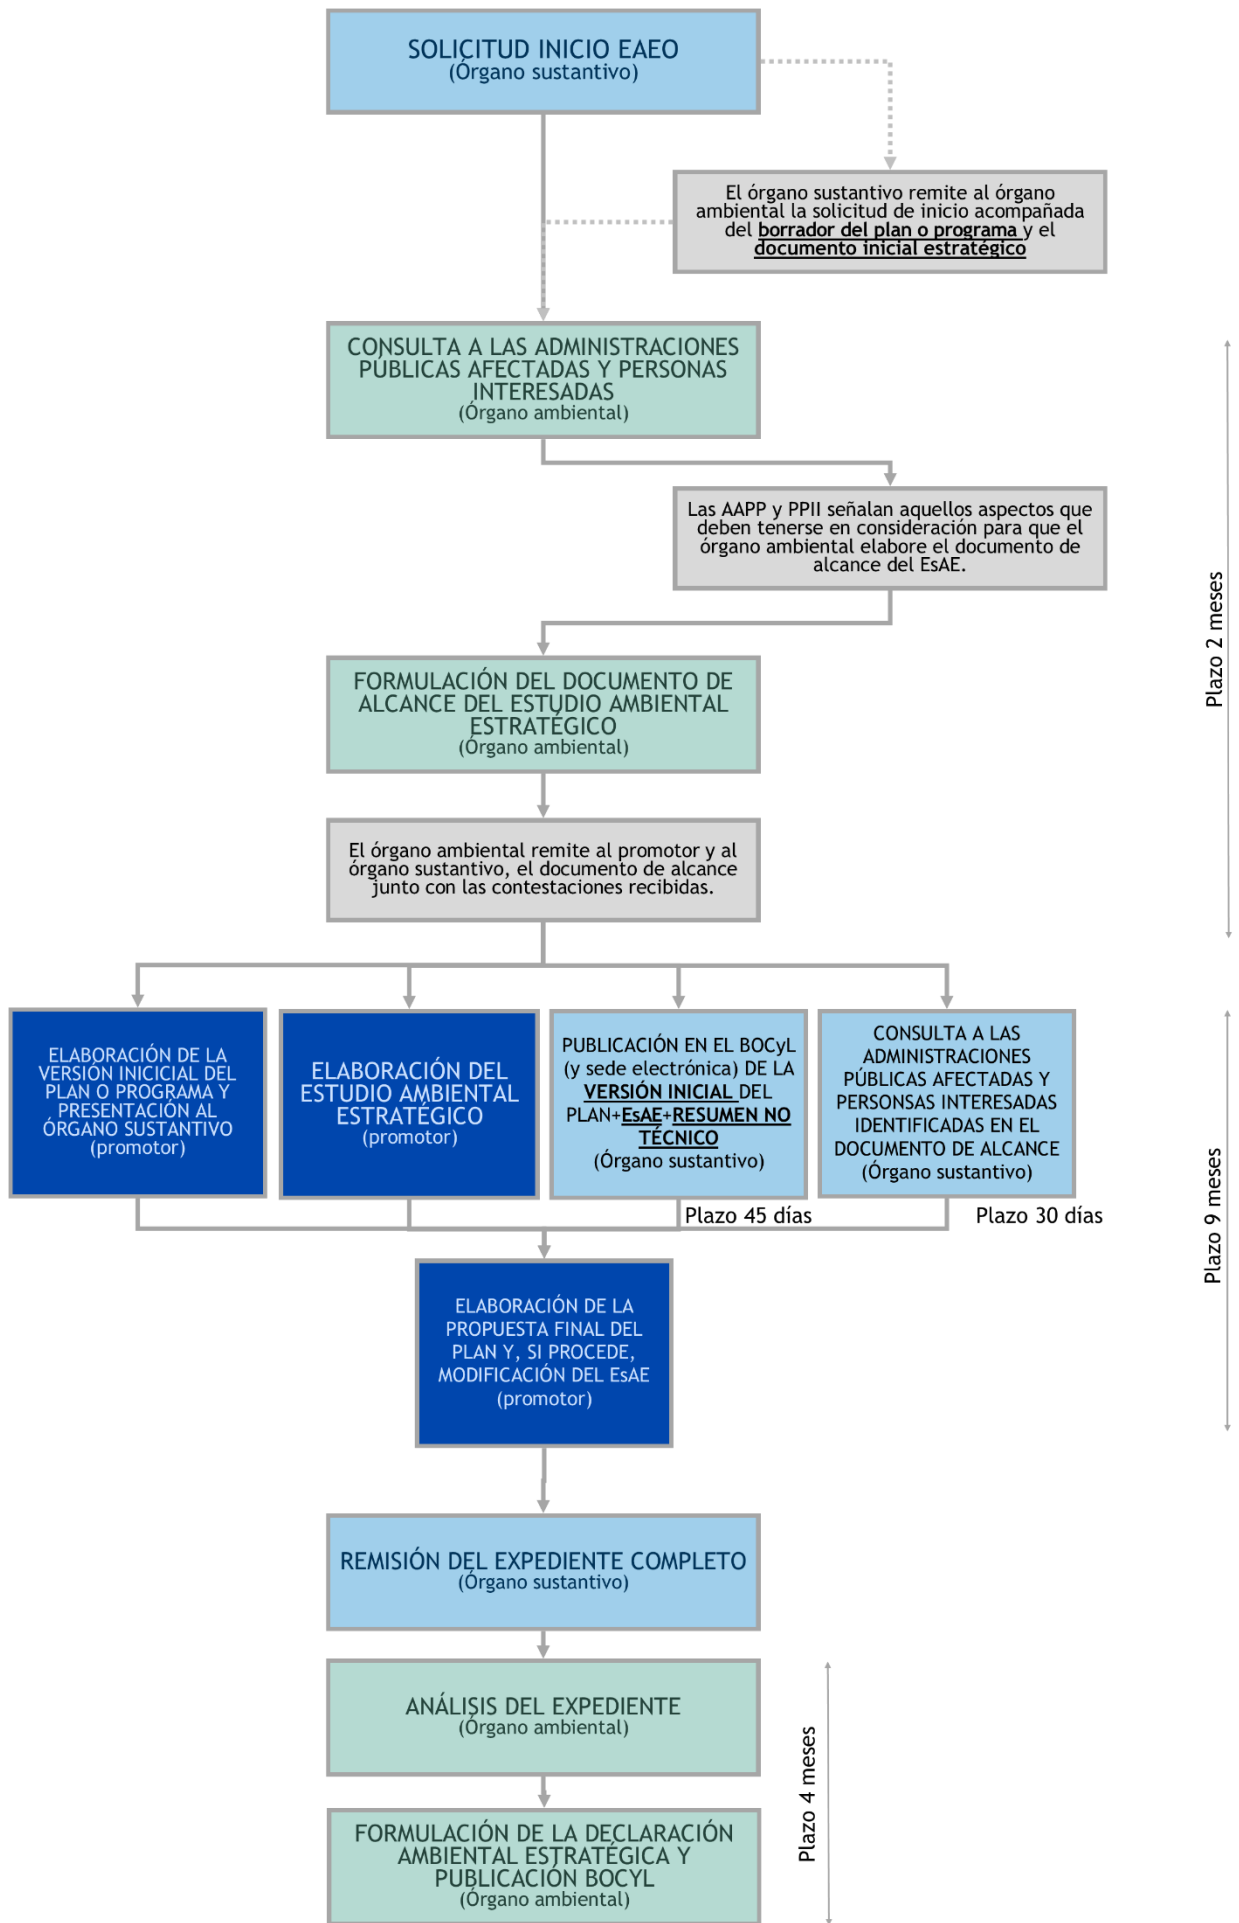 SOLICITUD INICIO EAEO
(Órgano sustantivo)
El órgano sustantivo remite al órgano
ambiental la solicitud de inicio acompañada
del borrador del plan o programa y el
documento inicial estratégico
CONSULTA A LAS ADMINISTRACIONES
PÚBLICAS AFECTADAS Y PERSONAS
INTERESADAS
(Órgano ambiental)
Las AAPP y PPII señalan aquellos aspectos que
deben tenerse en consideración para que el
órgano ambiental elabore el documento de
alcance del EsAE.
Plazo 2 meses
FORMULACIÓN DEL DOCUMENTO DE
ALCANCE DEL ESTUDIO AMBIENTAL
ESTRATÉGICO
(Órgano ambiental)
El órgano ambiental remite al promotor y al
órgano sustantivo, el documento de alcance
junto con las contestaciones recibidas.
ELABORACIÓN DE LA
VERSIÓN INICICIAL DEL
PLAN O PROGRAMA Y
PRESENTACIÓN AL
ÓRGANO SUSTANTIVO
(promotor)
ELABORACIÓN DEL
ESTUDIO AMBIENTAL
ESTRATÉGICO
(promotor)
PUBLICACIÓN EN EL BOCyL
(y sede electrónica) DE LA
VERSIÓN INICIAL DEL
PLAN+EsAE+RESUMEN NO
TÉCNICO
(Órgano sustantivo)
CONSULTA A LAS
ADMINISTRACIONES
PÚBLICAS AFECTADAS Y
PERSONSAS INTERESADAS
IDENTIFICADAS EN EL
DOCUMENTO DE ALCANCE
(Órgano sustantivo)
Plazo 45 días
Plazo 30 días
Plazo 9 meses
ELABORACIÓN DE LA
PROPUESTA FINAL DEL
PLAN Y, SI PROCEDE,
MODIFICACIÓN DEL EsAE
(promotor)
REMISIÓN DEL EXPEDIENTE COMPLETO
(Órgano sustantivo)
ANÁLISIS DEL EXPEDIENTE
(Órgano ambiental)
Plazo 4 meses
FORMULACIÓN DE LA DECLARACIÓN
AMBIENTAL ESTRATÉGICA Y
PUBLICACIÓN BOCYL
(Órgano ambiental)